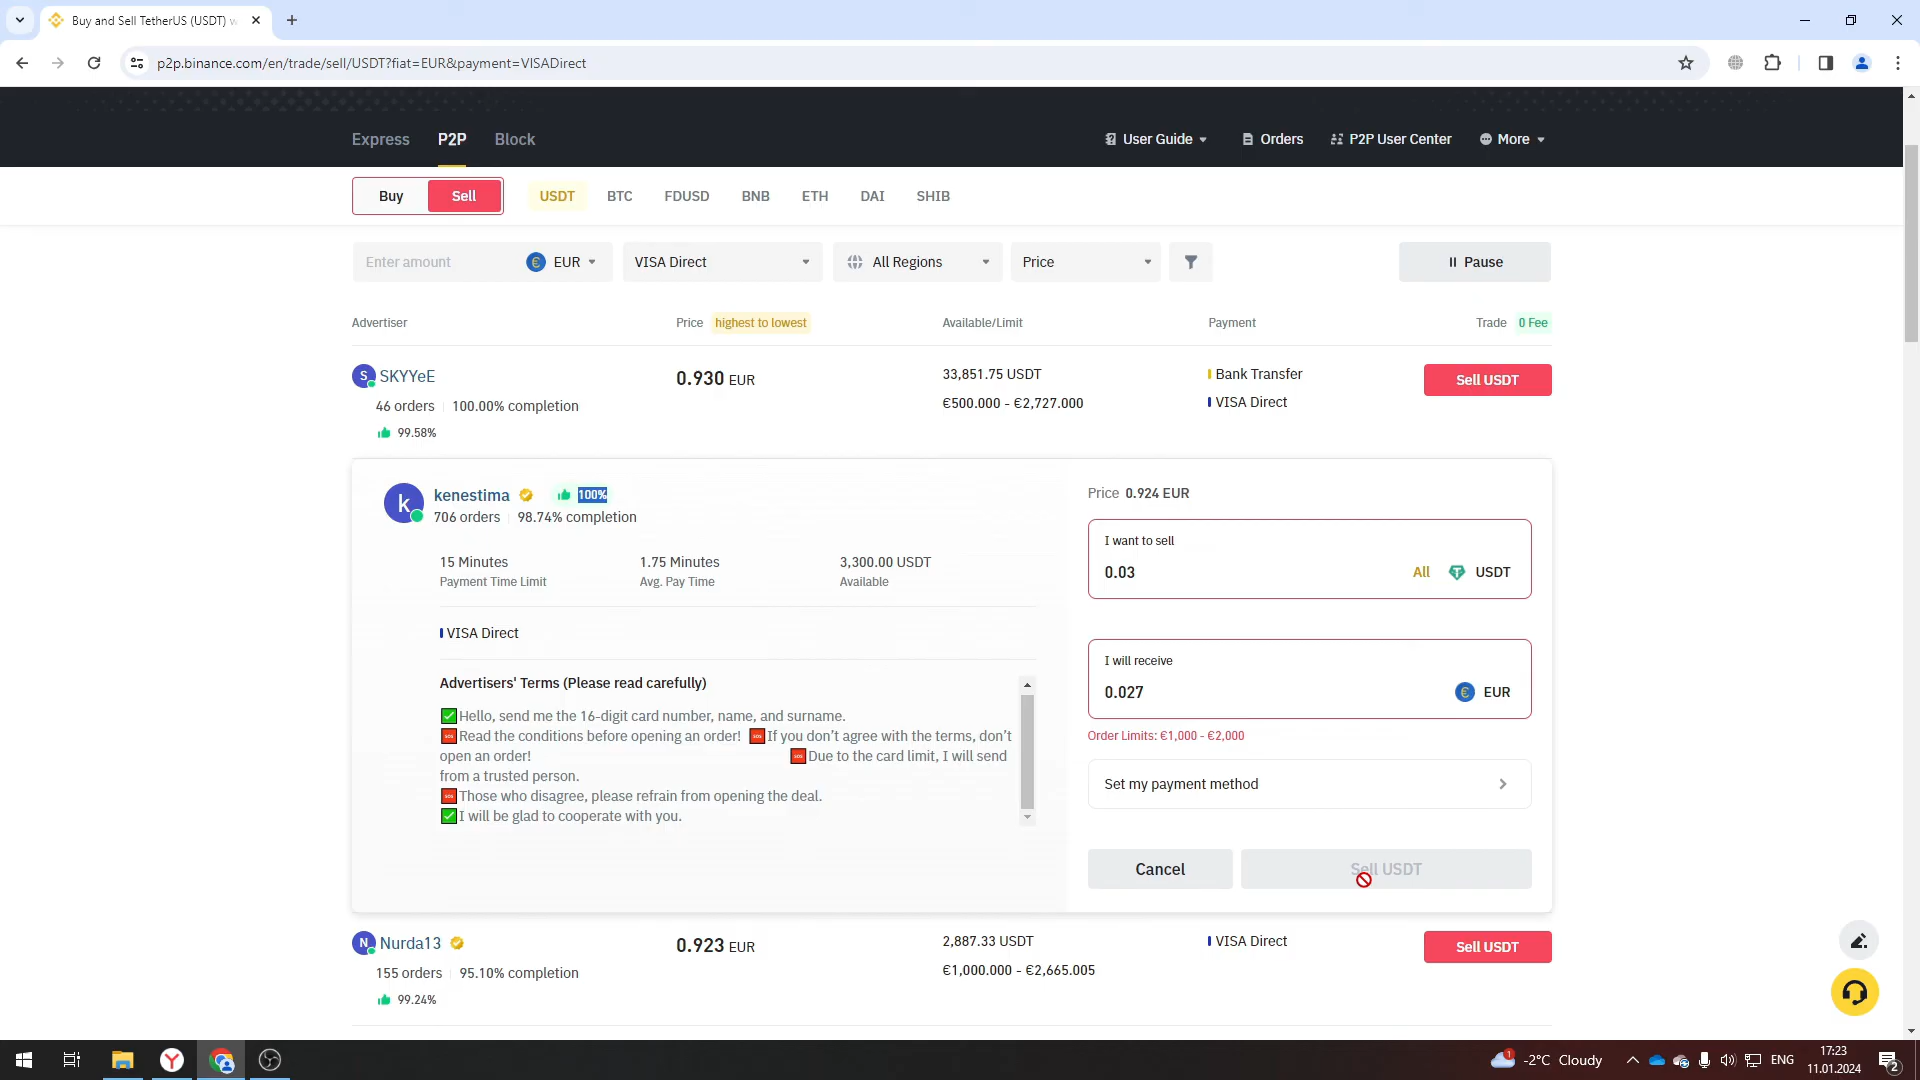 Buy and Sell TetherUS (USDT) w
p2p.binance.com/en/trade/sell/USDT?fiat=EUR&payment=VISADirect
Express P2P Block User Guide Orders P2P User Center More
Buy Sell USDT BTC FDUSD BNB ETH DAI SHIB
Enter amount EUR VISA Direct All Regions Price Pause
Advertiser Price highest to lowest Available/Limit Payment Trade 0 Fee
S SKYYeE 0.930 EUR 33,851.75 USDT Bank Transfer Sell USDT
46 orders 100.00% completion €500.000 - €2,727.000 VISA Direct
99.58%
k kenestima 100% Price 0.924 EUR
706 orders 98.74% completion
I want to sell
15 Minutes 1.75 Minutes 3,300.00 USDT
Payment Time Limit Avg. Pay Time Available
0.03 All USDT
VISA Direct
I will receive
0.027 EUR
Advertisers' Terms (Please read carefully)
Hello, send me the 16-digit card number, name, and surname.
Read the conditions before opening an order! If you don't agree with the terms, don't
open an order! Due to the card limit, I will send
from a trusted person.
Those who disagree, please refrain from opening the deal.
I will be glad to cooperate with you.
Order Limits: €1,000 - €2,000
Set my payment method
Cancel Sell USDT
N Nurda13 0.923 EUR 2,887.33 USDT VISA Direct Sell USDT
155 orders 95.10% completion €1,000.000 - €2,665.005
99.24%
1 -2°C Cloudy ENG 17:23
11.01.2024 2